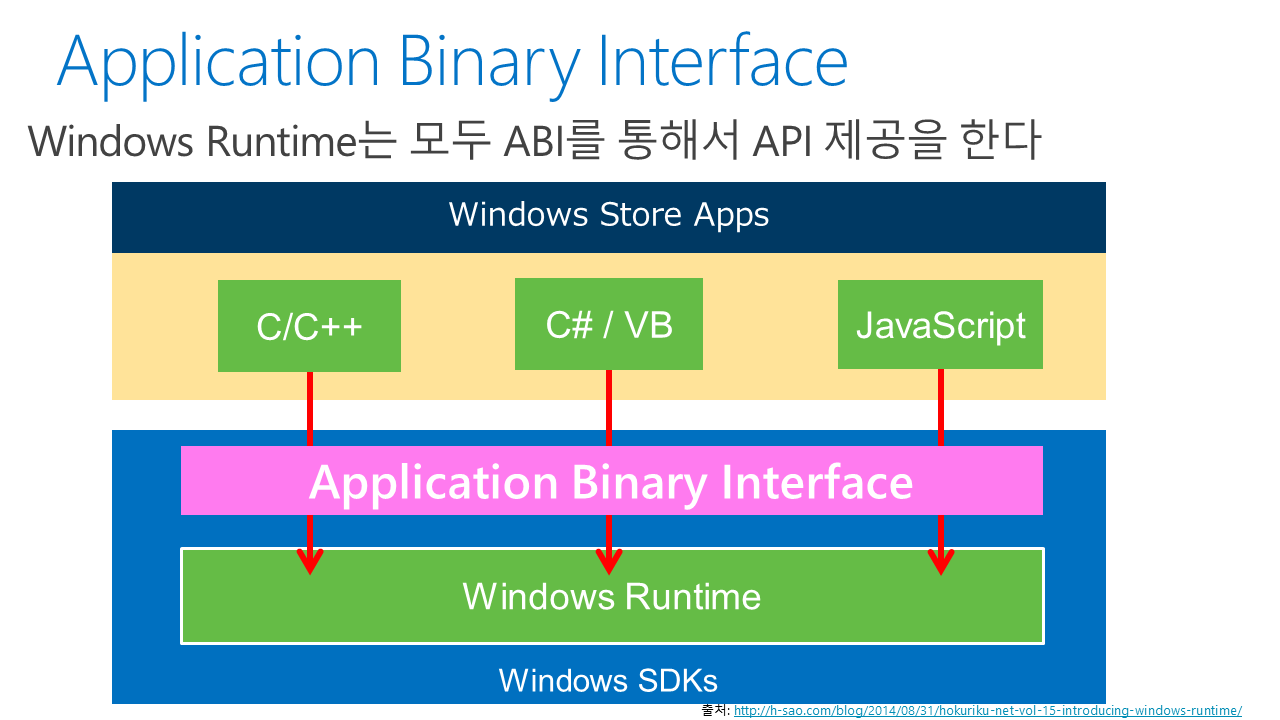 Application Binary Interface
Windows Runtime는 모두 ABI를 통해서 API 제공을 한다
Windows Store Apps
C/C++
C# / VB
JavaScript
Application Binary Interface
Windows Runtime
Windows SDKs
출처: http://h-sao.com/blog/2014/08/31/hokuriku-net-vol-15-introducing-windows-runtime/